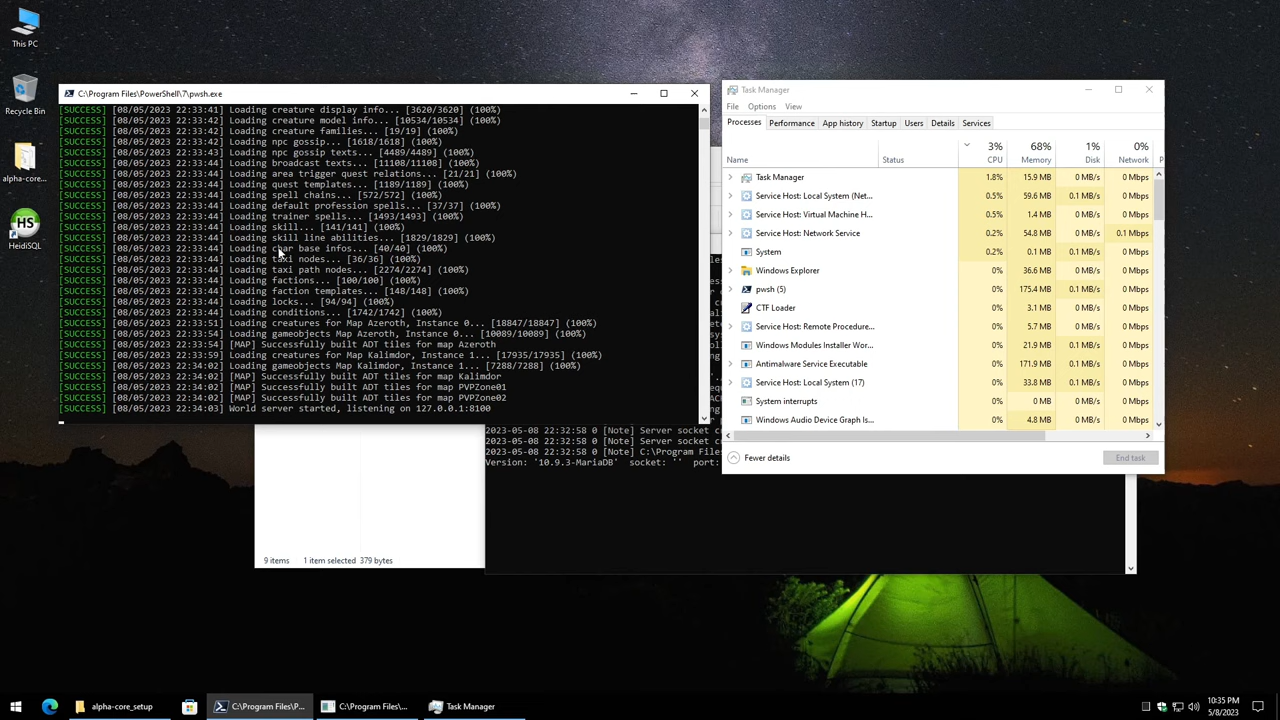 This PC
Recycle Bin
alpha-core...
HeidiSQL
C:\Program Files\PowerShell\7\pwsh.exe
[SUCCESS] [08/05/2023 22:33:41] Loading creature display info... [3620/3620] (100%)
[SUCCESS] [08/05/2023 22:33:42] Loading creature model info... [10534/10534] (100%)
[SUCCESS] [08/05/2023 22:33:42] Loading creature families... [19/19] (100%)
[SUCCESS] [08/05/2023 22:33:42] Loading npc gossip... [1618/1618] (100%)
[SUCCESS] [08/05/2023 22:33:43] Loading npc gossip texts... [4489/4489] (100%)
[SUCCESS] [08/05/2023 22:33:44] Loading broadcast texts... [11108/11108] (100%)
[SUCCESS] [08/05/2023 22:33:44] Loading area trigger quest relations... [21/21] (100%)
[SUCCESS] [08/05/2023 22:33:44] Loading quest templates... [1189/1189] (100%)
[SUCCESS] [08/05/2023 22:33:44] Loading spell chains... [572/572] (100%)
[SUCCESS] [08/05/2023 22:33:44] Loading default profession spells... [37/37] (100%)
[SUCCESS] [08/05/2023 22:33:44] Loading trainer spells... [1493/1493] (100%)
[SUCCESS] [08/05/2023 22:33:44] Loading skill... [141/141] (100%)
[SUCCESS] [08/05/2023 22:33:44] Loading skill line abilities... [1829/1829] (100%)
[SUCCESS] [08/05/2023 22:33:44] Loading char base infos... [40/40] (100%)
[SUCCESS] [08/05/2023 22:33:44] Loading taxi nodes... [36/36] (100%)
[SUCCESS] [08/05/2023 22:33:44] Loading taxi path nodes... [2274/2274] (100%)
[SUCCESS] [08/05/2023 22:33:44] Loading factions... [100/100] (100%)
[SUCCESS] [08/05/2023 22:33:44] Loading faction templates... [148/148] (100%)
[SUCCESS] [08/05/2023 22:33:44] Loading locks... [94/94] (100%)
[SUCCESS] [08/05/2023 22:33:44] Loading conditions... [1742/1742] (100%)
[SUCCESS] [08/05/2023 22:33:51] Loading creatures for Map Azeroth, Instance 0... [18847/18847] (100%)
[SUCCESS] [08/05/2023 22:33:54] Loading gameobjects Map Azeroth, Instance 0... [10089/10089] (100%)
[SUCCESS] [08/05/2023 22:33:54] [MAP] Successfully built ADT tiles for map Azeroth
[SUCCESS] [08/05/2023 22:33:59] Loading creatures for Map Kalimdor, Instance 1... [17935/17935] (100%)
[SUCCESS] [08/05/2023 22:34:02] Loading gameobjects Map Kalimdor, Instance 1... [7288/7288] (100%)
[SUCCESS] [08/05/2023 22:34:02] [MAP] Successfully built ADT tiles for map Kalimdor
[SUCCESS] [08/05/2023 22:34:02] [MAP] Successfully built ADT tiles for map PVPZone01
[SUCCESS] [08/05/2023 22:34:02] [MAP] Successfully built ADT tiles for map PVPZone02
[SUCCESS] [08/05/2023 22:34:03] World server started, listening on 127.0.0.1:8100
2023-05-08 22:32:58 0 [Note] Server socket c
2023-05-08 22:32:58 0 [Note] Server socket c
2023-05-08 22:32:58 0 [Note] C:\Program File
Version: '10.9.3-MariaDB' socket: '' port:
9 items 1 item selected 379 bytes
Task Manager
File Options View
Processes Performance App history Startup Users Details Services
3% 68% 1% 0%
Name Status CPU Memory Disk Network P
Task Manager 1.8% 15.9 MB 0 MB/s 0 Mbps
Service Host: Local System (Net... 0.5% 59.6 MB 0.1 MB/s 0 Mbps
Service Host: Virtual Machine H... 0.5% 1.4 MB 0 MB/s 0 Mbps
Service Host: Network Service 0.2% 54.8 MB 0 MB/s 0.1 Mbps
System 0.2% 0.1 MB 0.1 MB/s 0 Mbps
Windows Explorer 0% 36.6 MB 0.1 MB/s 0 Mbps
pwsh (5) 0% 175.4 MB 0.1 MB/s 0 Mbps
CTF Loader 0% 3.1 MB 0.1 MB/s 0 Mbps
Service Host: Remote Procedure... 0% 5.7 MB 0.1 MB/s 0 Mbps
Windows Modules Installer Wor... 0% 21.9 MB 0.1 MB/s 0 Mbps
Antimalware Service Executable 0% 171.9 MB 0.1 MB/s 0 Mbps
Service Host: Local System (17) 0% 33.8 MB 0.1 MB/s 0 Mbps
System interrupts 0% 0 MB 0 MB/s 0 Mbps
Windows Audio Device Graph Is... 0% 4.8 MB 0 MB/s 0 Mbps
Fewer details End task
alpha-core_setup C:\Program Files\P... C:\Program Files\... Task Manager
10:35 PM
5/8/2023